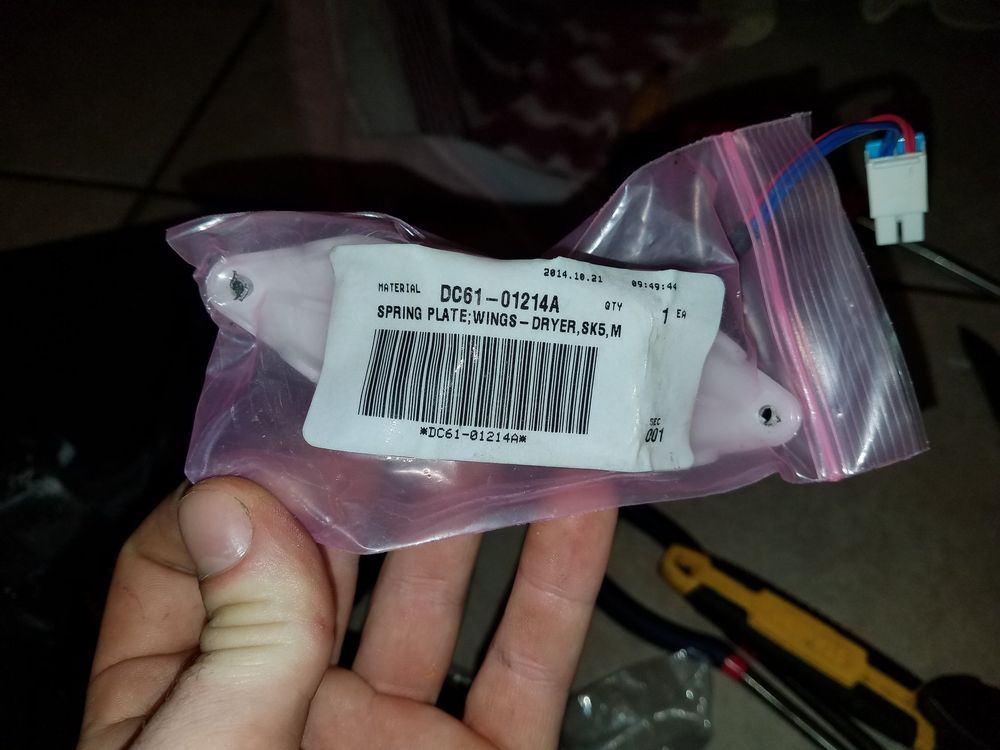 2014.10.21 09:49:44
MATERIAL DC61-01214A QTY 1 EA
SPRING PLATE;WINGS-DRYER,SK5,M
*DC61-01214A*
SEC
001